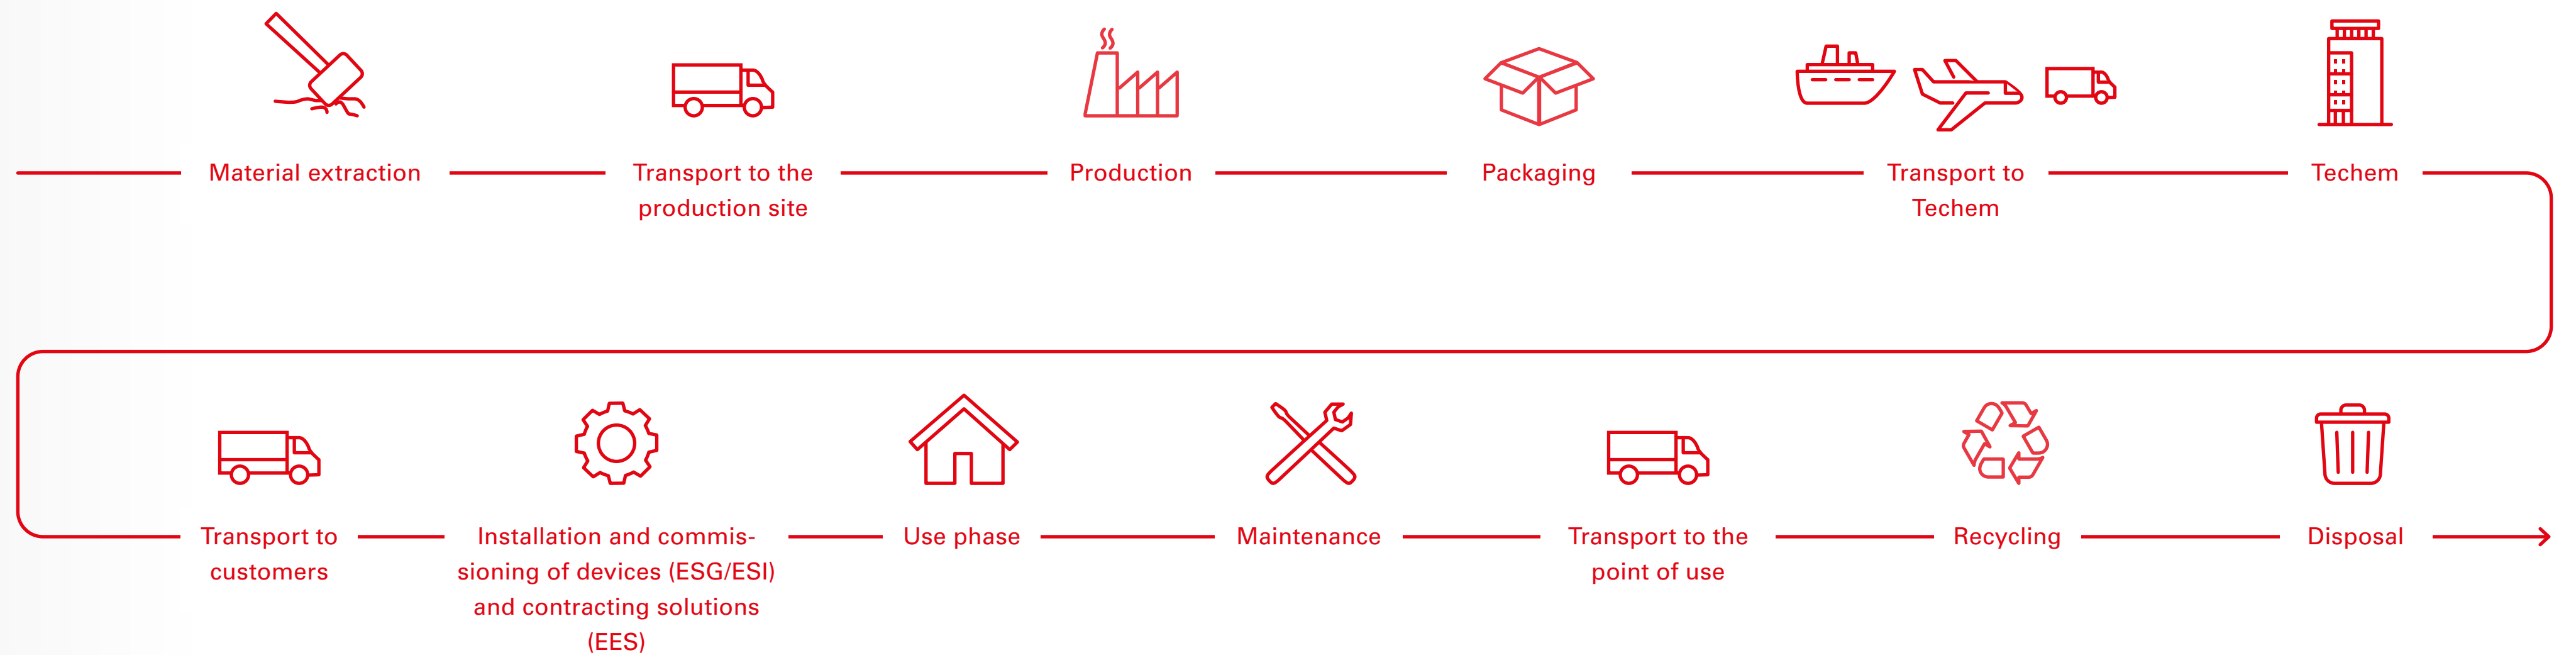 Material extraction
Transport to the
production site
Production
Packaging
Transport to
Techem
Techem
Transport to
customers
Installation and commis-
sioning of devices (ESG/ESI)
and contracting solutions
(EES)
Use phase
Maintenance
Transport to the
point of use
Recycling
Disposal